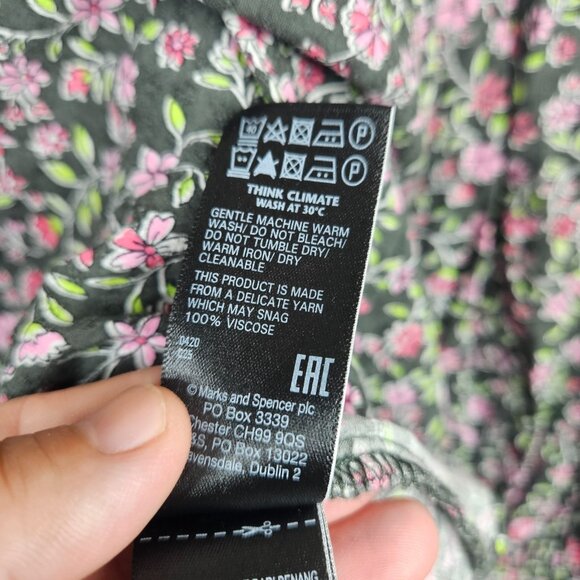 THINK CLIMATE
WASH AT 30°C
GENTLE MACHINE WARM
WASH/ DO NOT BLEACH/
DO NOT TUMBLE DRY/
WARM IRON/ DRY
CLEANABLE
THIS PRODUCT IS MADE
FROM A DELICATE YARN
WHICH MAY SNAG
100% VISCOSE
0420
EAC
© Marks and Spencer plc
PO Box 3339
chester CH99 9QS
&S, PO Box 13022
avensdale, Dublin 2